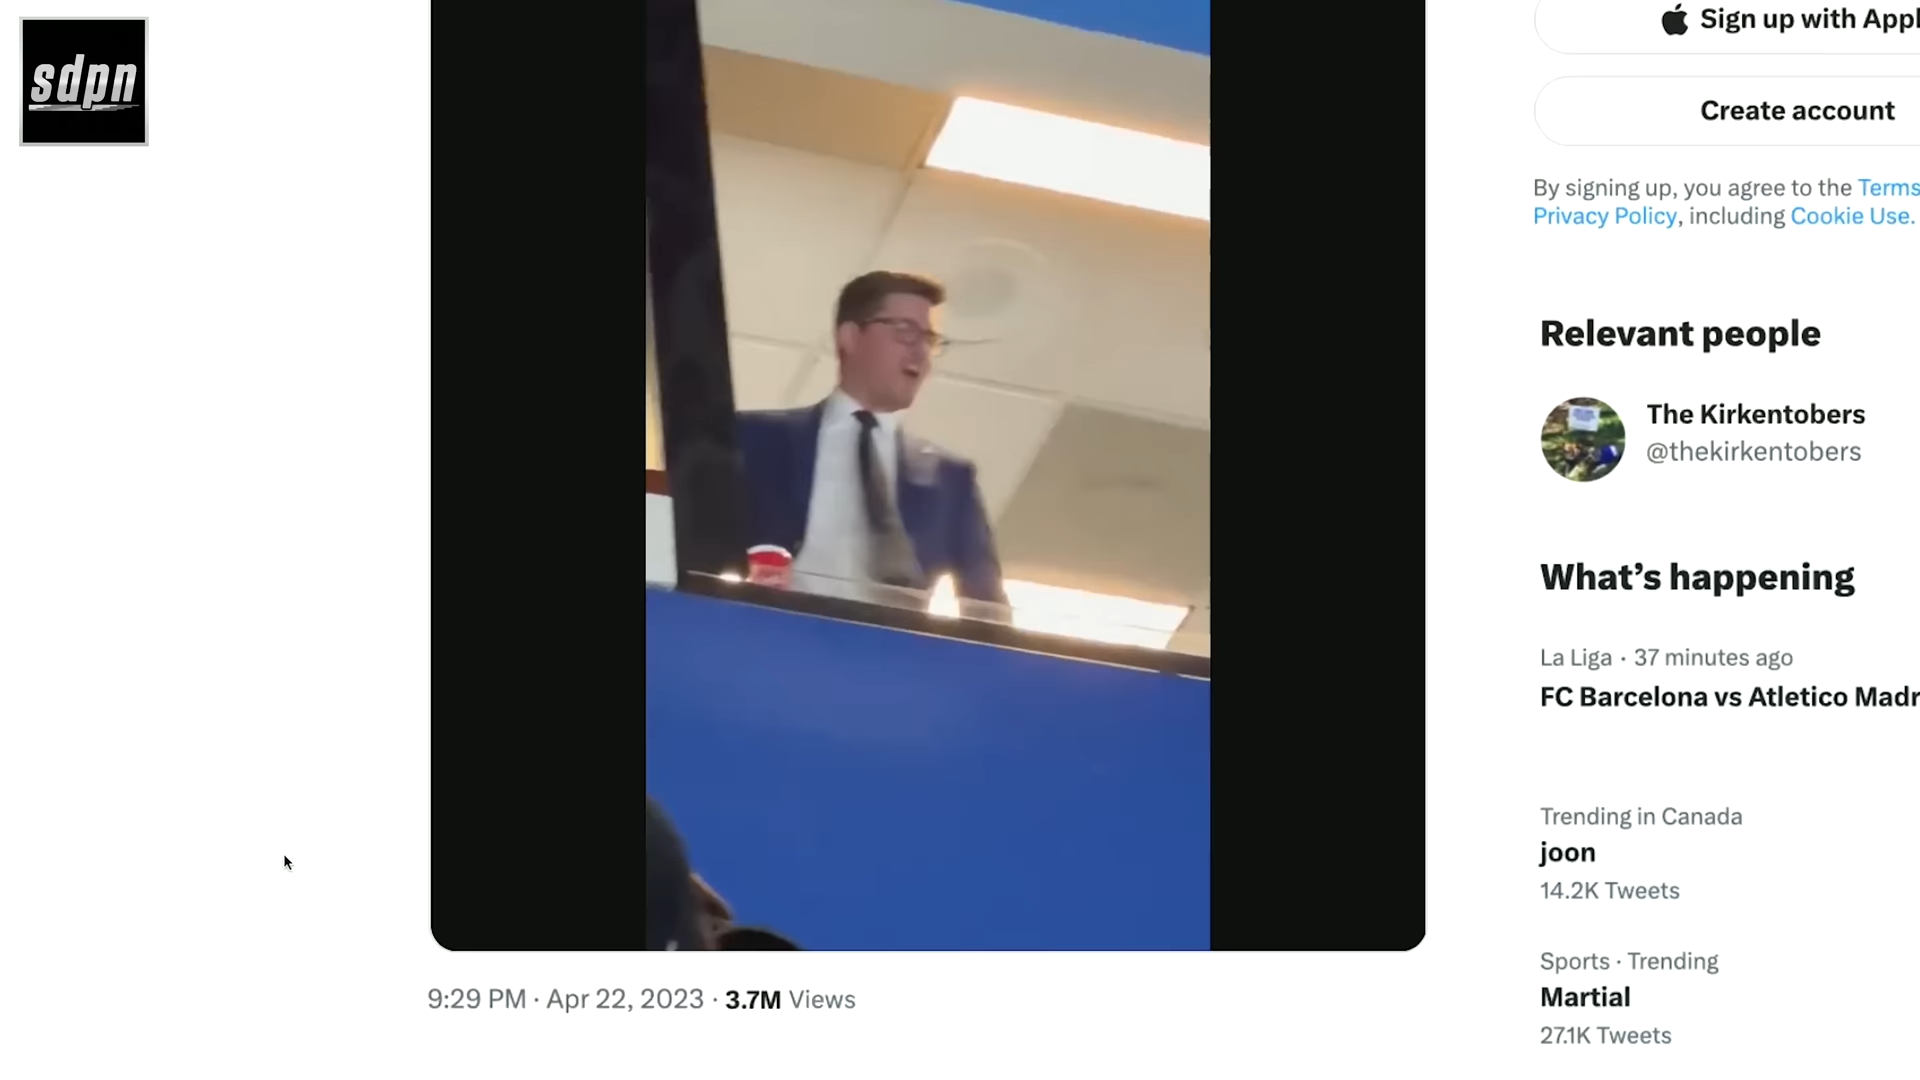 sdpn
Sign up with Appl
Create account
By signing up, you agree to the Terms
Privacy Policy, including Cookie Use.
Relevant people
The Kirkentobers
@thekirkentobers
What's happening
La Liga · 37 minutes ago
FC Barcelona vs Atletico Madr
Trending in Canada
joon
14.2K Tweets
Sports · Trending
Martial
27.1K Tweets
9:29 PM · Apr 22, 2023 · 3.7M Views